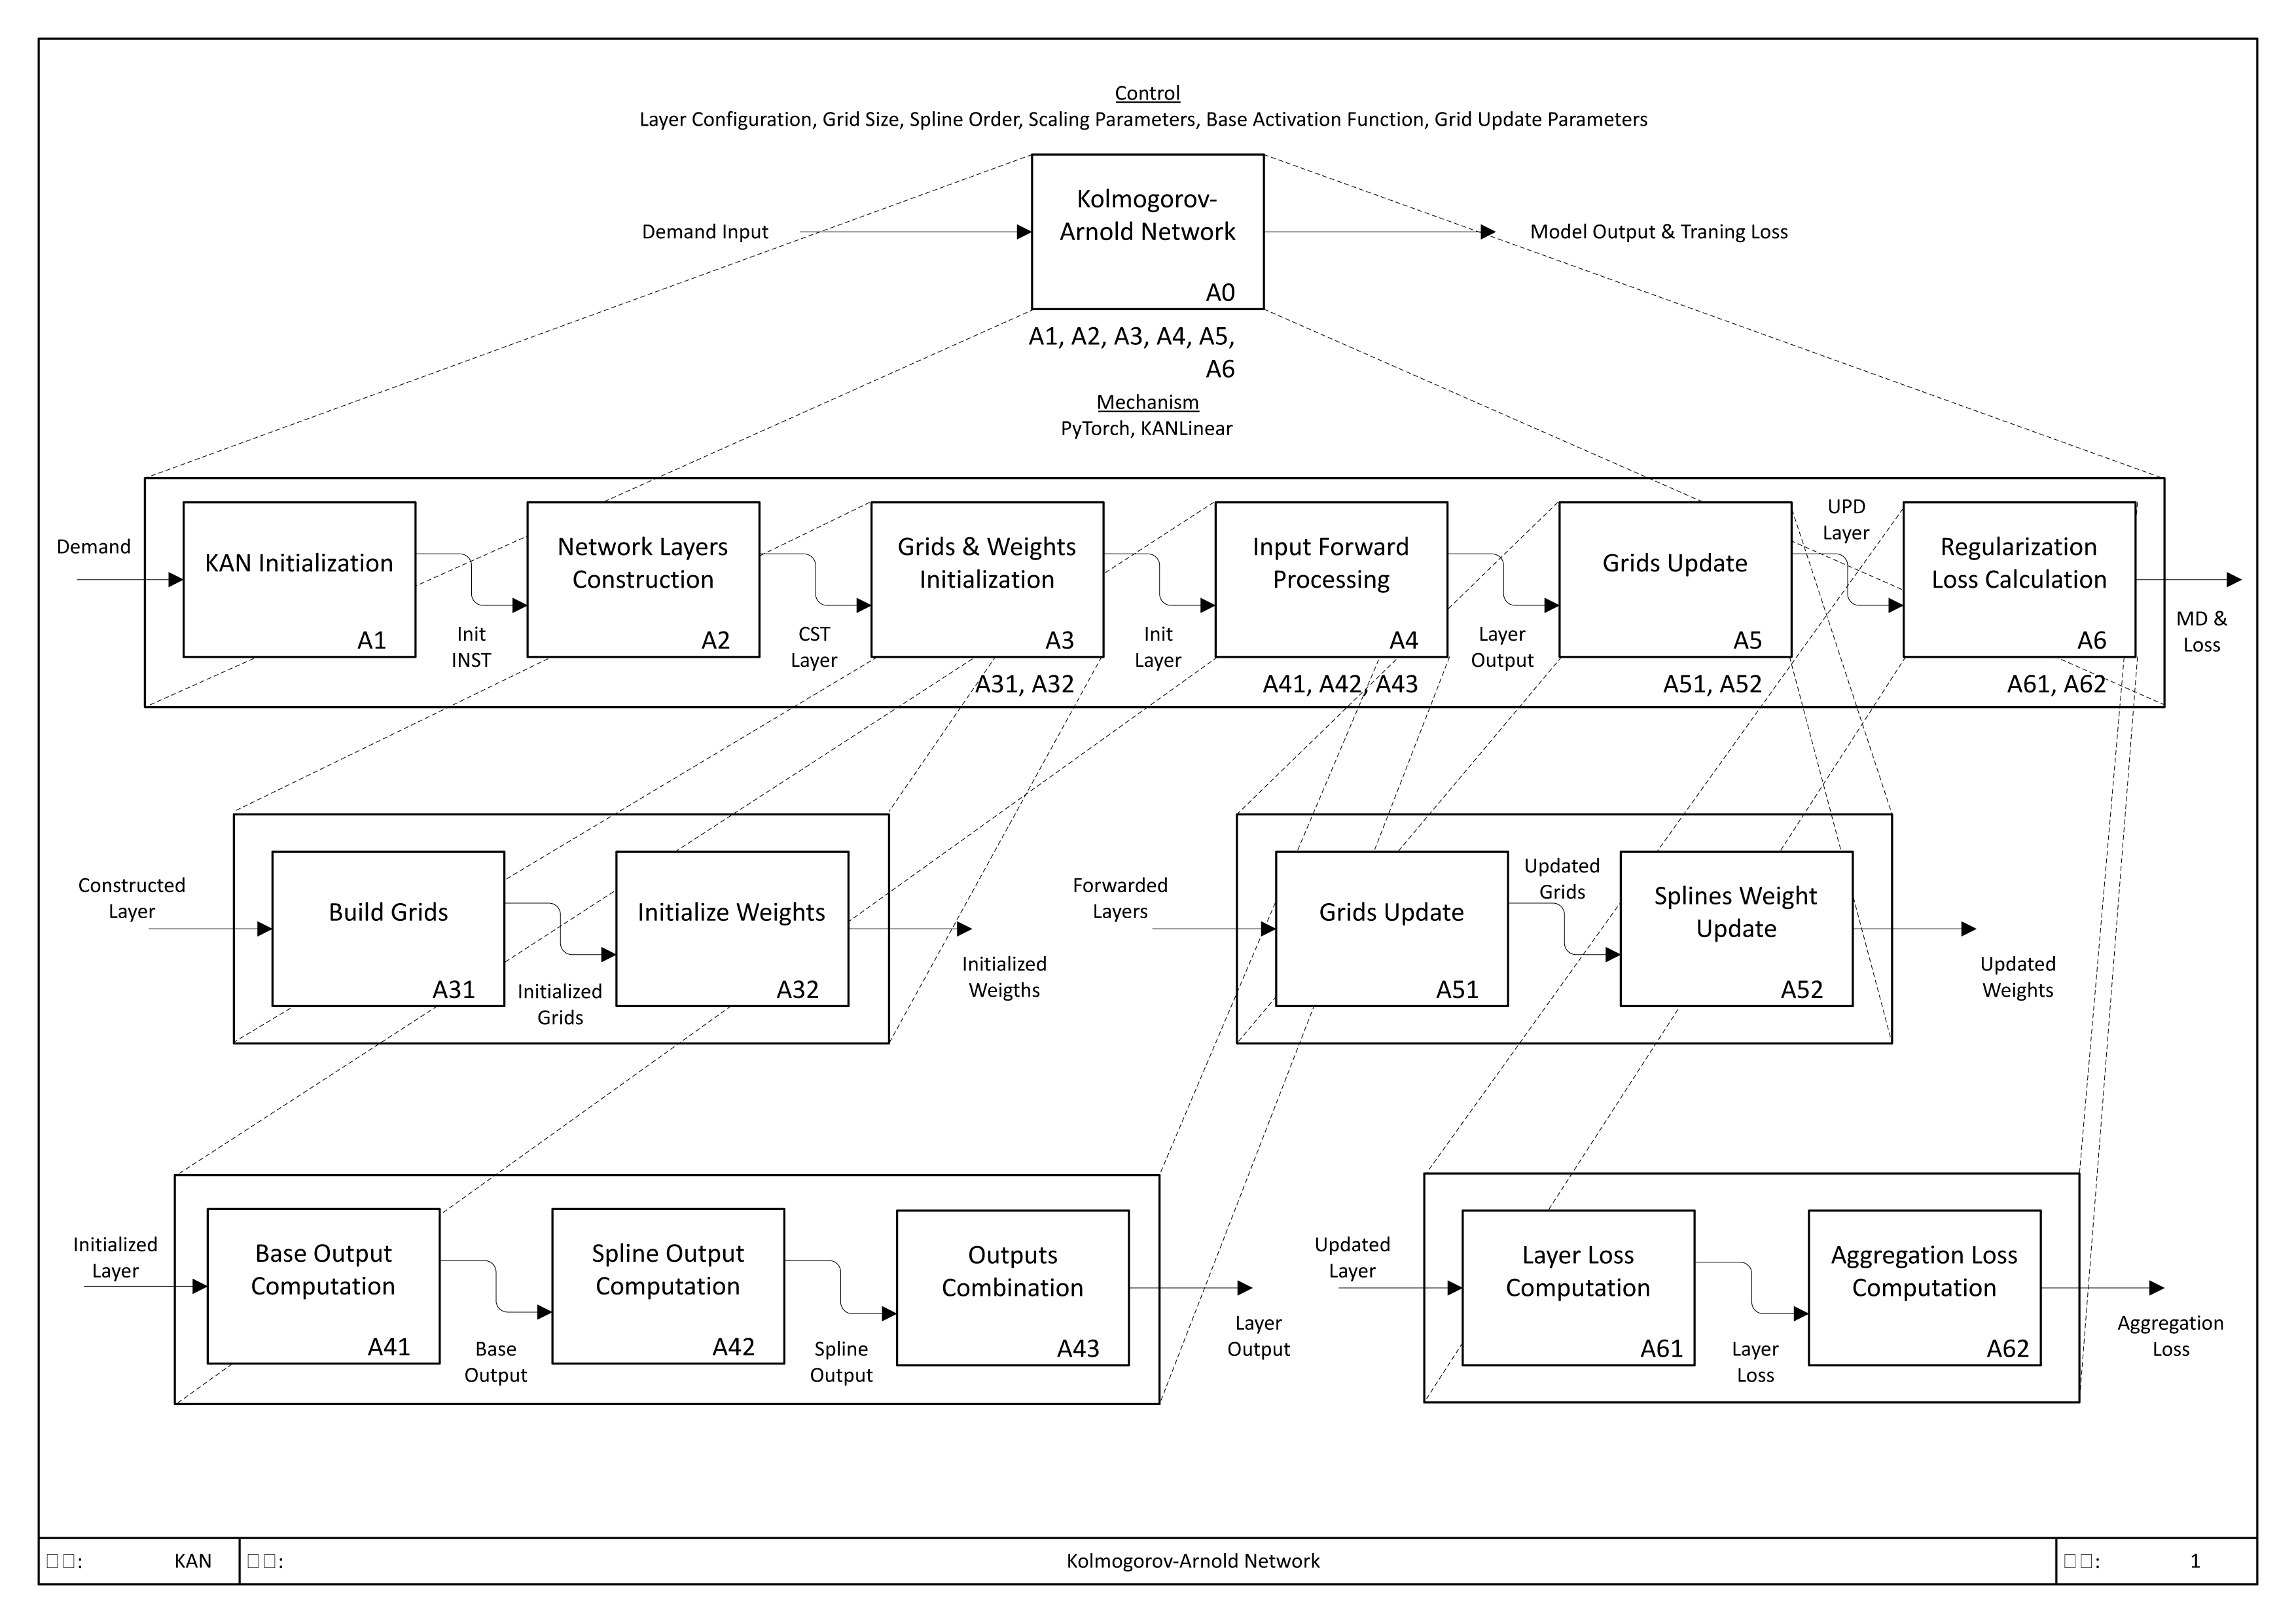 Control
Layer Configuration, Grid Size, Spline Order, Scaling Parameters, Base Activation Function, Grid Update Parameters
Demand Input
Kolmogorov-
Arnold Network
A0
Model Output & Traning Loss
A1, A2, A3, A4, A5,
A6
Mechanism
PyTorch, KANLinear
Demand
KAN Initialization
A1
Init
INST
Network Layers
Construction
A2
CST
Layer
Grids & Weights
Initialization
A3
A31, A32
Init
Layer
Input Forward
Processing
A4
A41, A42, A43
Layer
Output
Grids Update
A5
A51, A52
UPD
Layer
Regularization
Loss Calculation
A6
A61, A62
MD &
Loss
Constructed
Layer
Build Grids
A31
Initialized
Grids
Initialize Weights
A32
Initialized
Weigths
Forwarded
Layers
Grids Update
A51
Updated
Grids
Splines Weight
Update
A52
Updated
Weights
Initialized
Layer
Base Output
Computation
A41
Base
Output
Spline Output
Computation
A42
Spline
Output
Outputs
Combination
A43
Layer
Output
Updated
Layer
Layer Loss
Computation
A61
Layer
Loss
Aggregation Loss
Computation
A62
Aggregation
Loss
KAN
Kolmogorov-Arnold Network
1